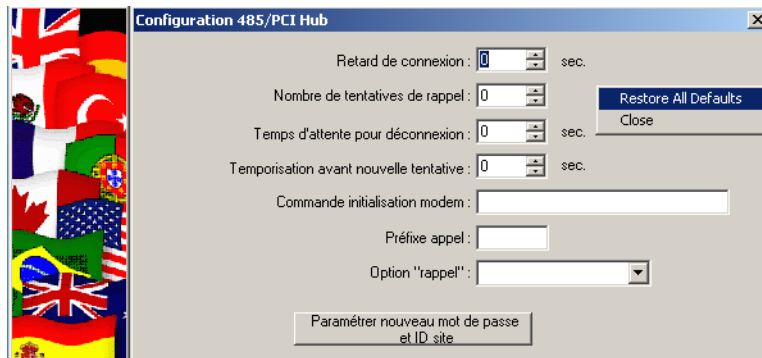 Configuration 485/PCI Hub
Retard de connexion : 0 sec.
Nombre de tentatives de rappel : 0
Restore All Defaults
Close
Temps d'attente pour déconnexion : 0 sec.
Temporisation avant nouvelle tentative : 0 sec.
Commande initialisation modem :
Préfixe appel :
Option "rappel" :
Paramétrer nouveau mot de passe
et ID site